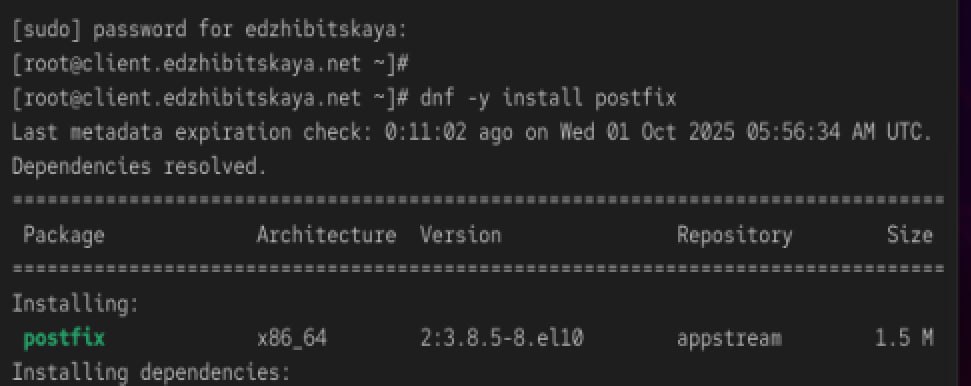 [sudo] password for edzhibitskaya:
[root@client.edzhibitskaya.net ~]#
[root@client.edzhibitskaya.net ~]# dnf -y install postfix
Last metadata expiration check: 0:11:02 ago on Wed 01 Oct 2025 05:56:34 AM UTC.
Dependencies resolved.
================================================================================
Package Architecture Version Repository Size
================================================================================
Installing:
postfix x86_64 2:3.8.5-8.el10 appstream 1.5 M
Installing dependencies: